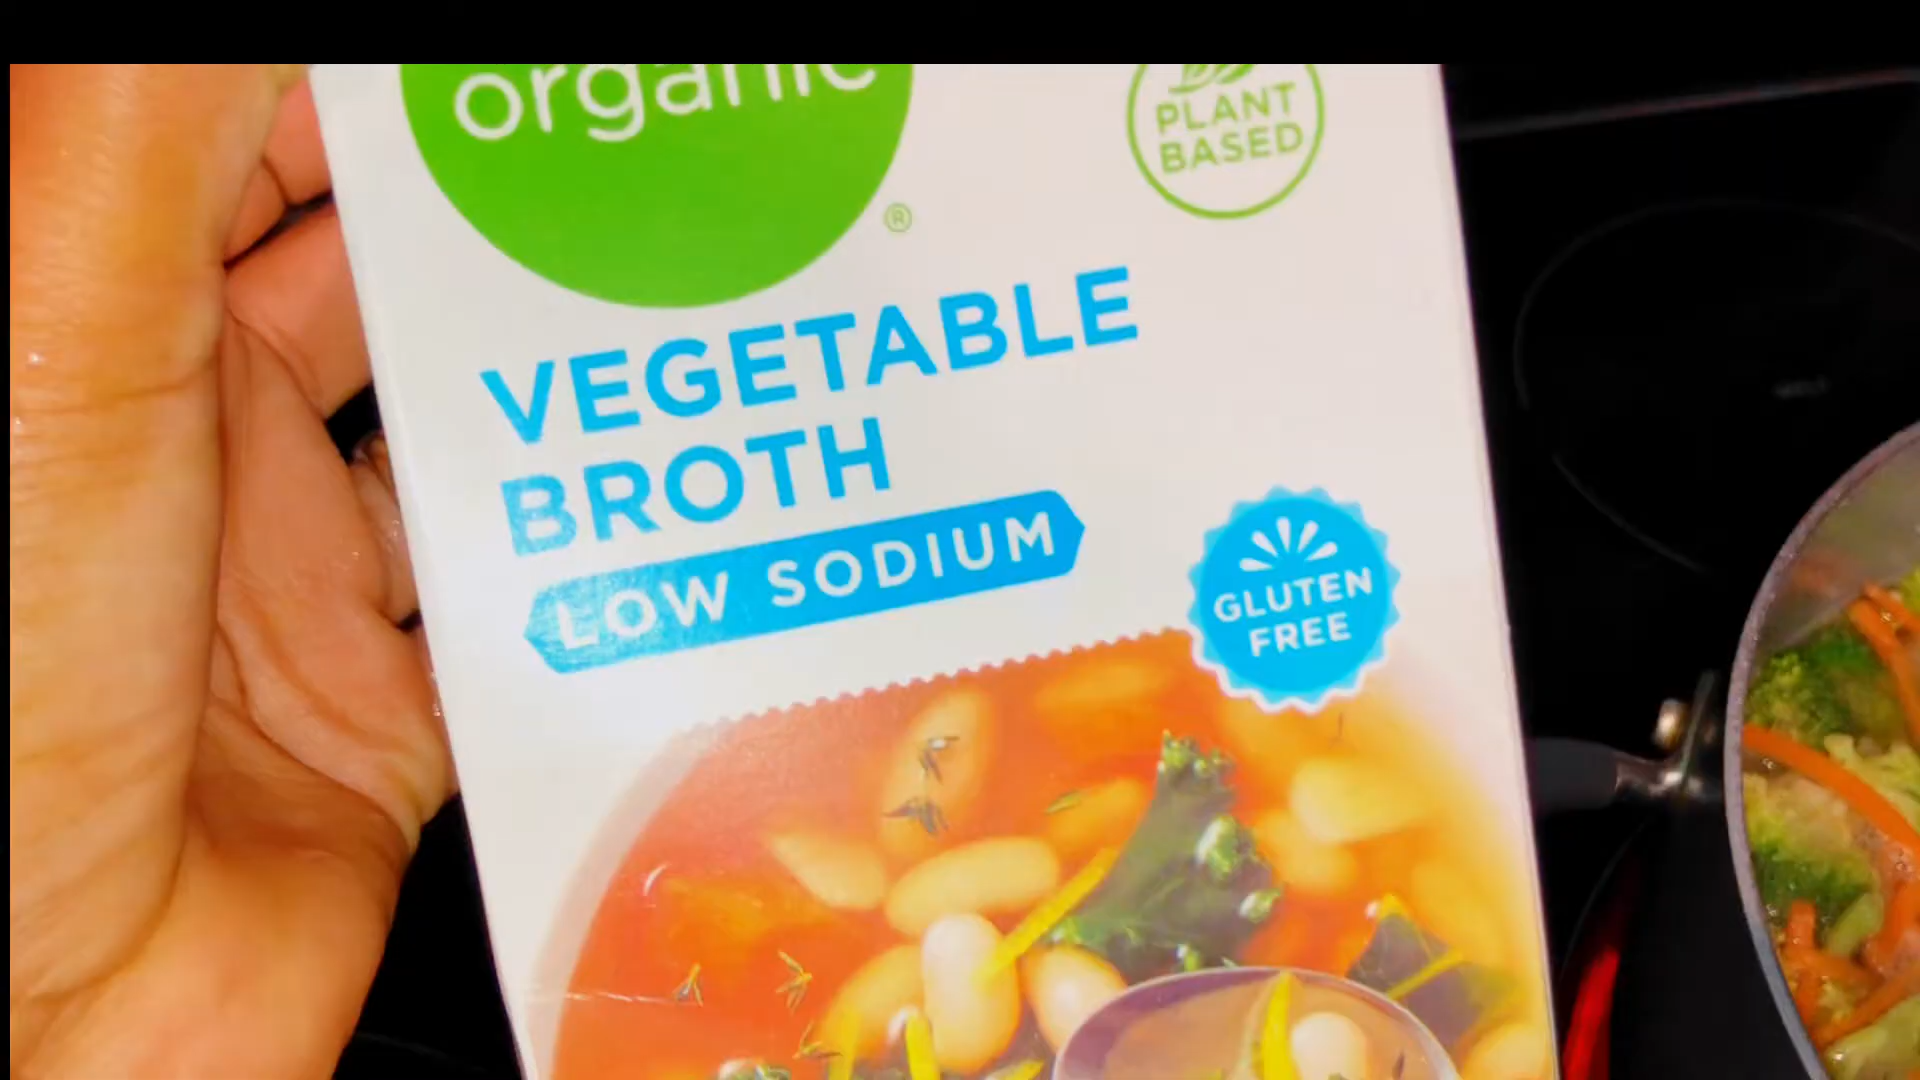 organic
®
PLANT
BASED
VEGETABLE
BROTH
LOW SODIUM
GLUTEN
FREE